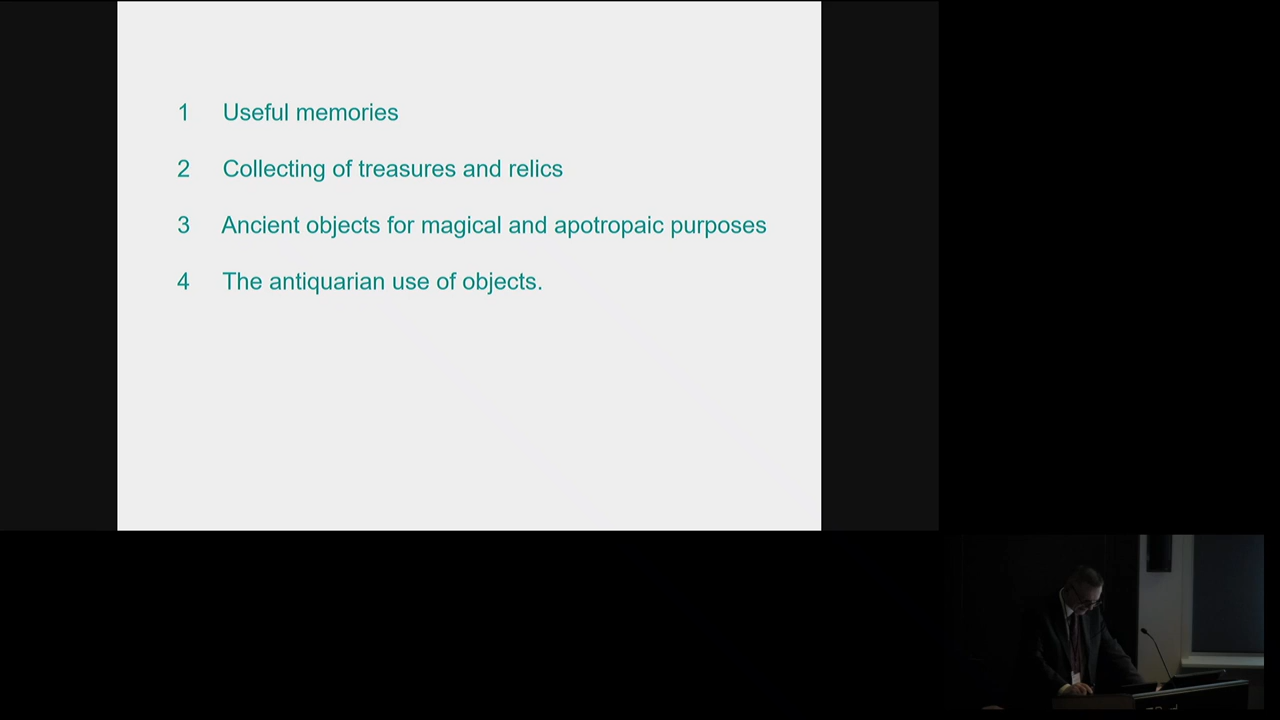 1 Useful memories
2 Collecting of treasures and relics
3 Ancient objects for magical and apotropaic purposes
4 The antiquarian use of objects.